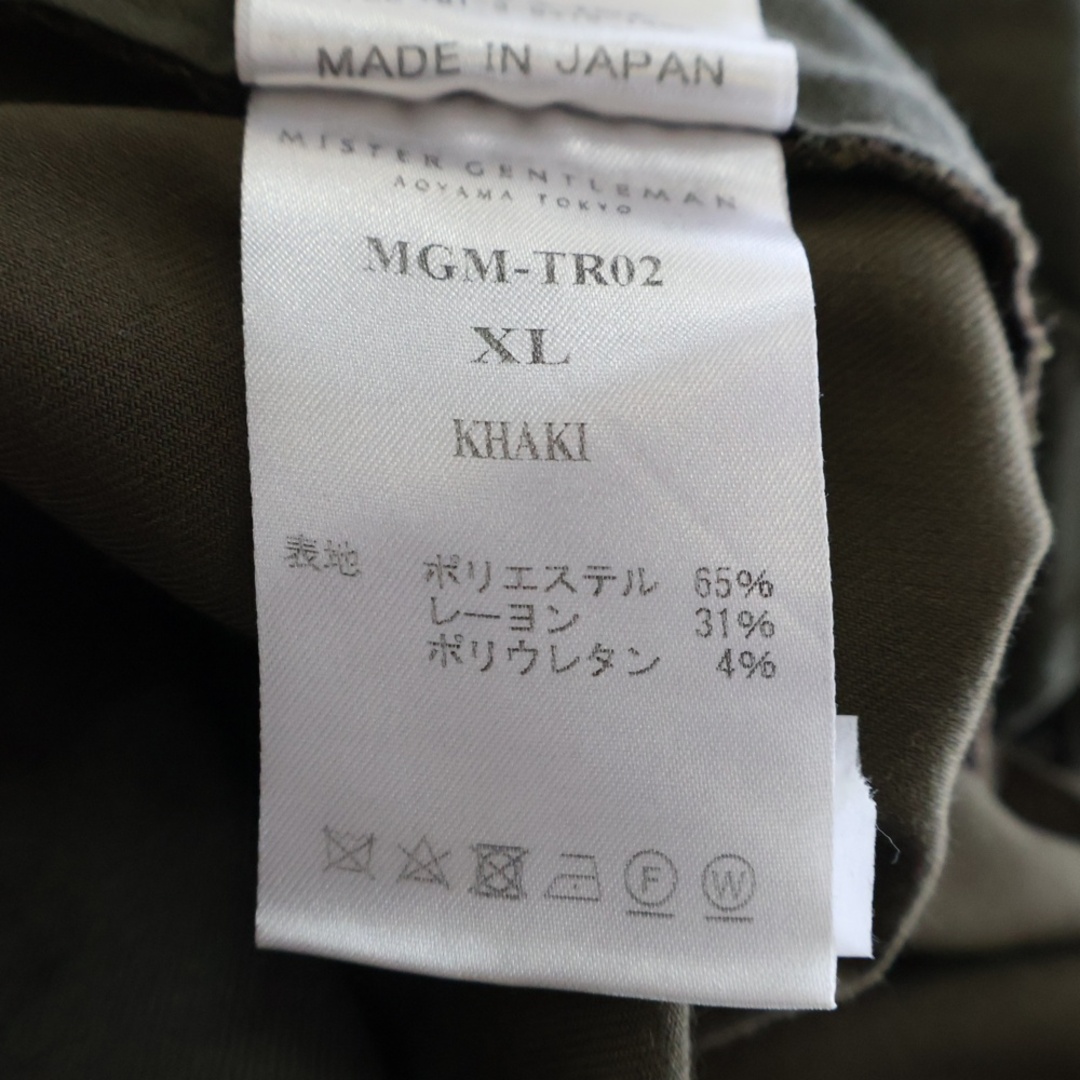 MADE IN JAPAN
MISTER GENTLEMAN
AOYAMA TOKYO
MGM-TR02
XL
KHAKI
表地 ポリエステル 65%
レーヨン 31%
ポリウレタン 4%
F W